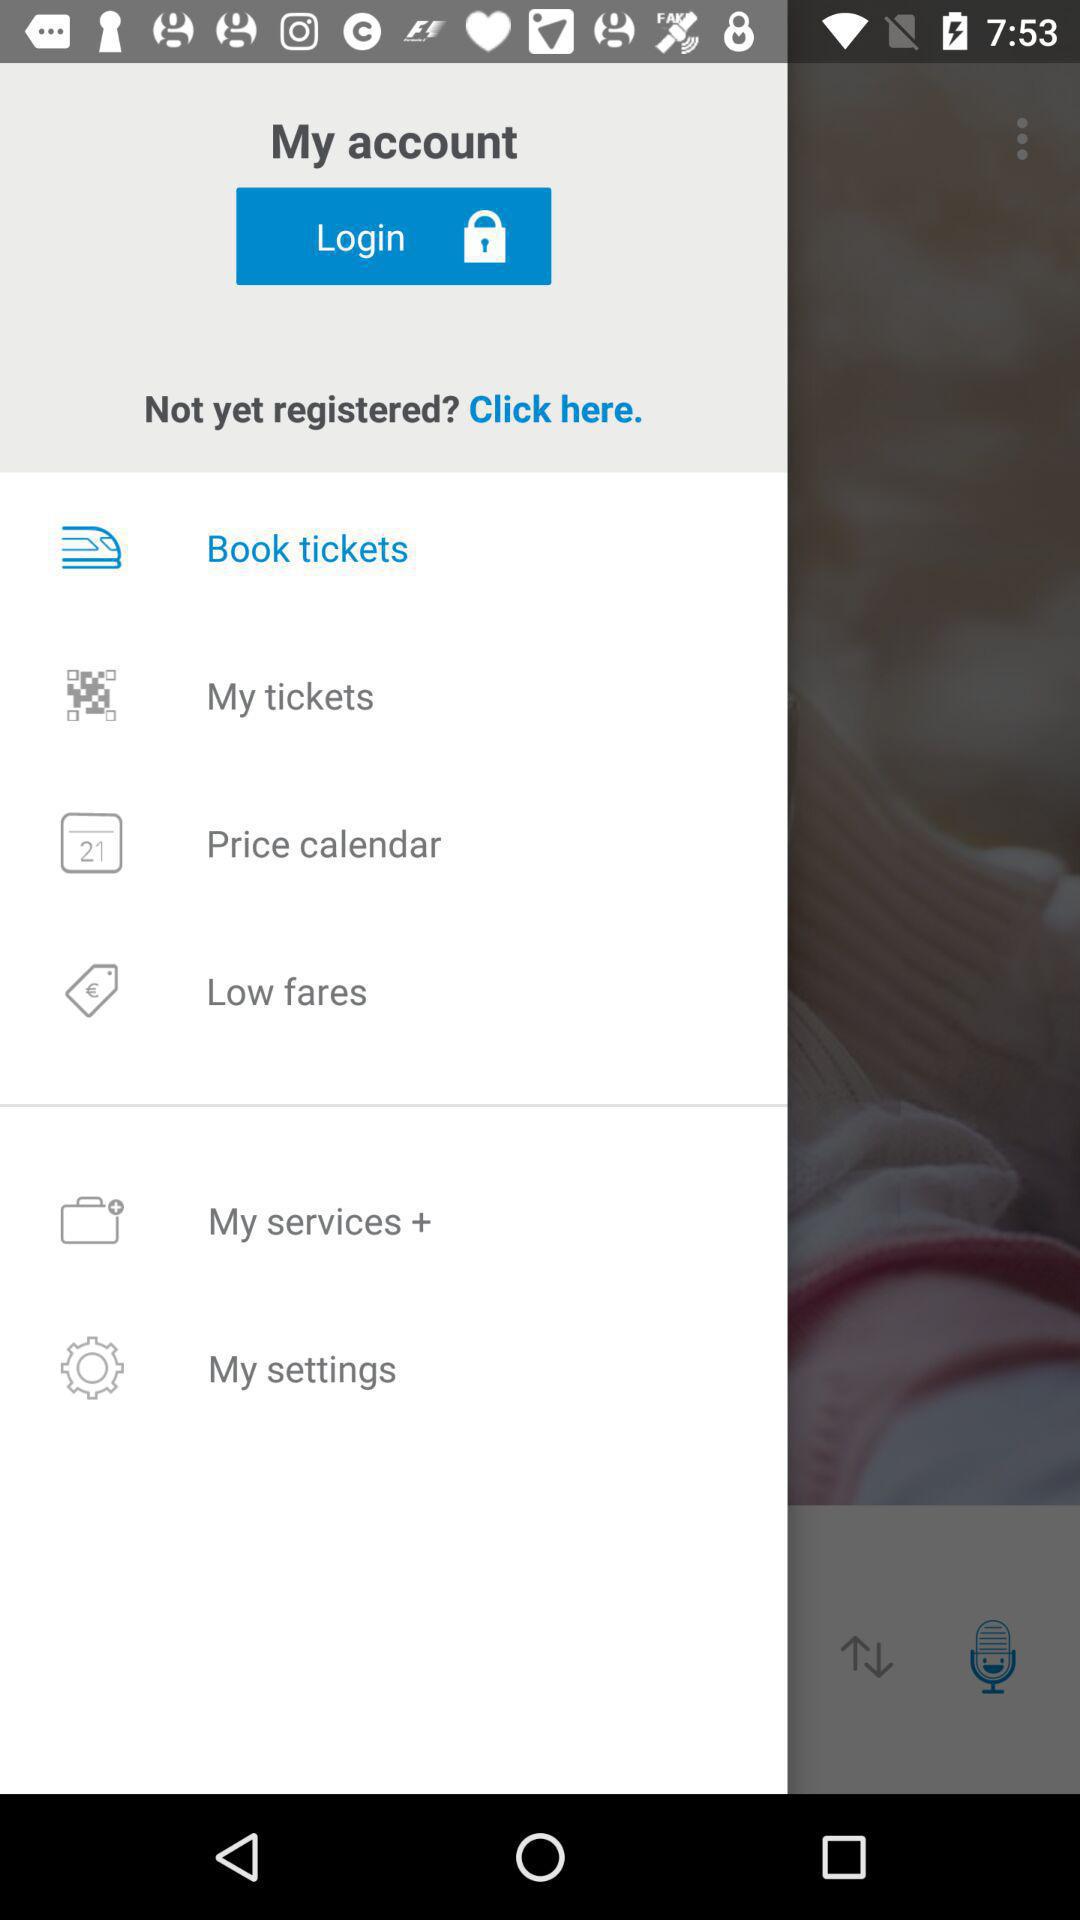 FAKE
7:53
My account
Login
Not yet registered? Click here.
Book tickets
My tickets
21
Price calendar
€
Low fares
My services +
My settings